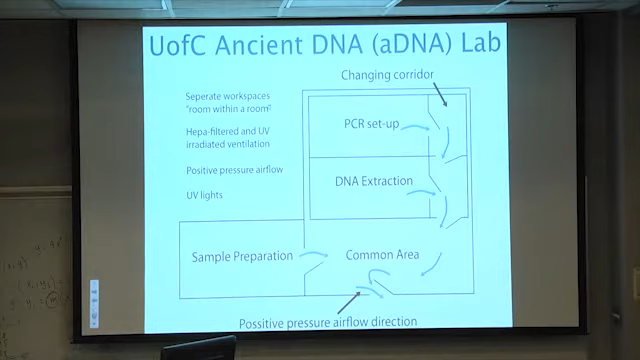 UofC Ancient DNA (aDNA) Lab
Changing corridor
Seperate workspaces
"room within a room"
Hepa-filtered and UV
irradiated ventilation
Positive pressure airflow
UV lights
PCR set-up
DNA Extraction
Sample Preparation
Common Area
Possitive pressure airflow direction